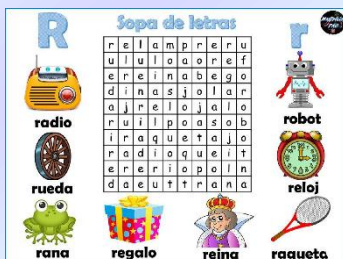 R
Sopa de letras
r
r e l a m p r e r u
u l u l o a o r e f
e r e i n a b e g o
d i n a s j o l a r
a j r e l o j a l o
r u i l p o a s o b
i r a q u e t a j o
r a d i o q u e i t
e r e r i o p o l n
d a e u t t r a n a
radio
robot
rueda
reloj
rana
regalo
reina
raqueta